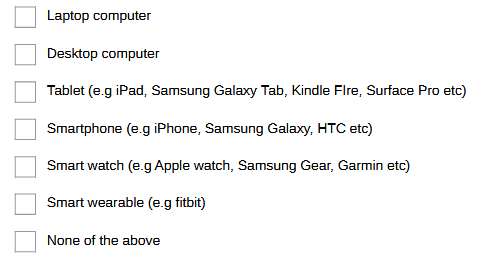 Laptop computer
Desktop computer
Tablet (e.g iPad, Samsung Galaxy Tab, Kindle FIre, Surface Pro etc)
Smartphone (e.g iPhone, Samsung Galaxy, HTC etc)
Smart watch (e.g Apple watch, Samsung Gear, Garmin etc)
Smart wearable (e.g fitbit)
None of the above